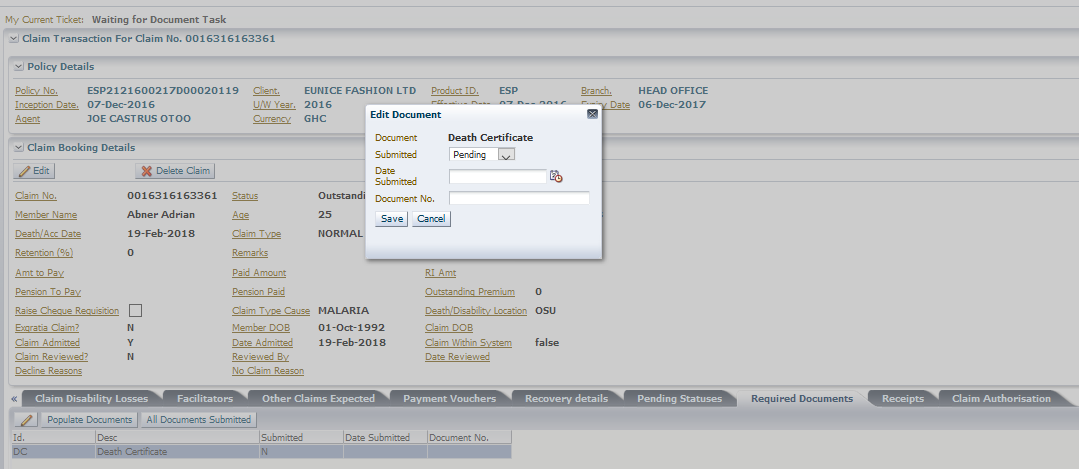 My Current Ticket: Waiting for Document Task
Claim Transaction For Claim No. 0016316163361
Policy Details
Policy No. ESP2121600217D00020119 Client. EUNICE FASHION LTD Product ID. ESP Branch. HEAD OFFICE
Inception Date. 07-Dec-2016 U/W Year. 2016 Effective Date 07-Dec-2016 Expiry Date 06-Dec-2017
Agent JOE CASTRUS OTOO Currency GHC
Edit Document
Document Death Certificate
Submitted Pending
Date Submitted
Document No.
Save Cancel
Claim Booking Details
Edit Delete Claim
Claim No. 0016316163361 Status Outstandi
Member Name Abner Adrian Age 25
Death/Acc Date 19-Feb-2018 Claim Type NORMAL
Retention (%) 0 Remarks
Amt to Pay Paid Amount RI Amt
Pension To Pay Pension Paid Outstanding Premium 0
Raise Cheque Requisition Claim Type Cause MALARIA Death/Disability Location OSU
Exgratia Claim? N Member DOB 01-Oct-1992 Claim DOB
Claim Admitted Y Date Admitted 19-Feb-2018 Claim Within System false
Claim Reviewed? N Reviewed By Date Reviewed
Decline Reasons No Claim Reason
« Claim Disability Losses Facilitators Other Claims Expected Payment Vouchers Recovery details Pending Statuses Required Documents Receipts Claim Authorisation
Populate Documents All Documents Submitted
Id. Desc Submitted Date Submitted Document No.
DC Death Certificate N